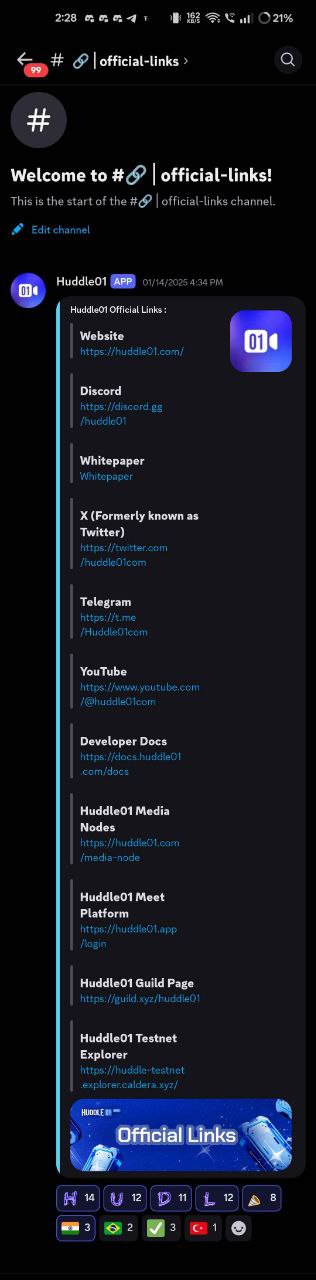 2:28 162 KB/S 21%
99 # 🔗│official-links ›
#
Welcome to #🔗│official-links!
This is the start of the #🔗│official-links channel.
Edit channel
Huddle01 APP 01/14/2025 4:34 PM
Huddle01 Official Links :
01
Website
https://huddle01.com/
Discord
https://discord.gg
/huddle01
Whitepaper
Whitepaper
X (Formerly known as
Twitter)
https://twitter.com
/huddle01com
Telegram
https://t.me
/Huddle01com
YouTube
https://www.youtube.com
/@huddle01com
Developer Docs
https://docs.huddle01
.com/docs
Huddle01 Media
Nodes
https://huddle01.com
/media-node
Huddle01 Meet
Platform
https://huddle01.app
/login
Huddle01 Guild Page
https://guild.xyz/huddle01
Huddle01 Testnet
Explorer
https://huddle-testnet
.explorer.caldera.xyz/
HUDDLE 01
Official Links
H 14 U 12 D 11 L 12 8
3 2 3 1